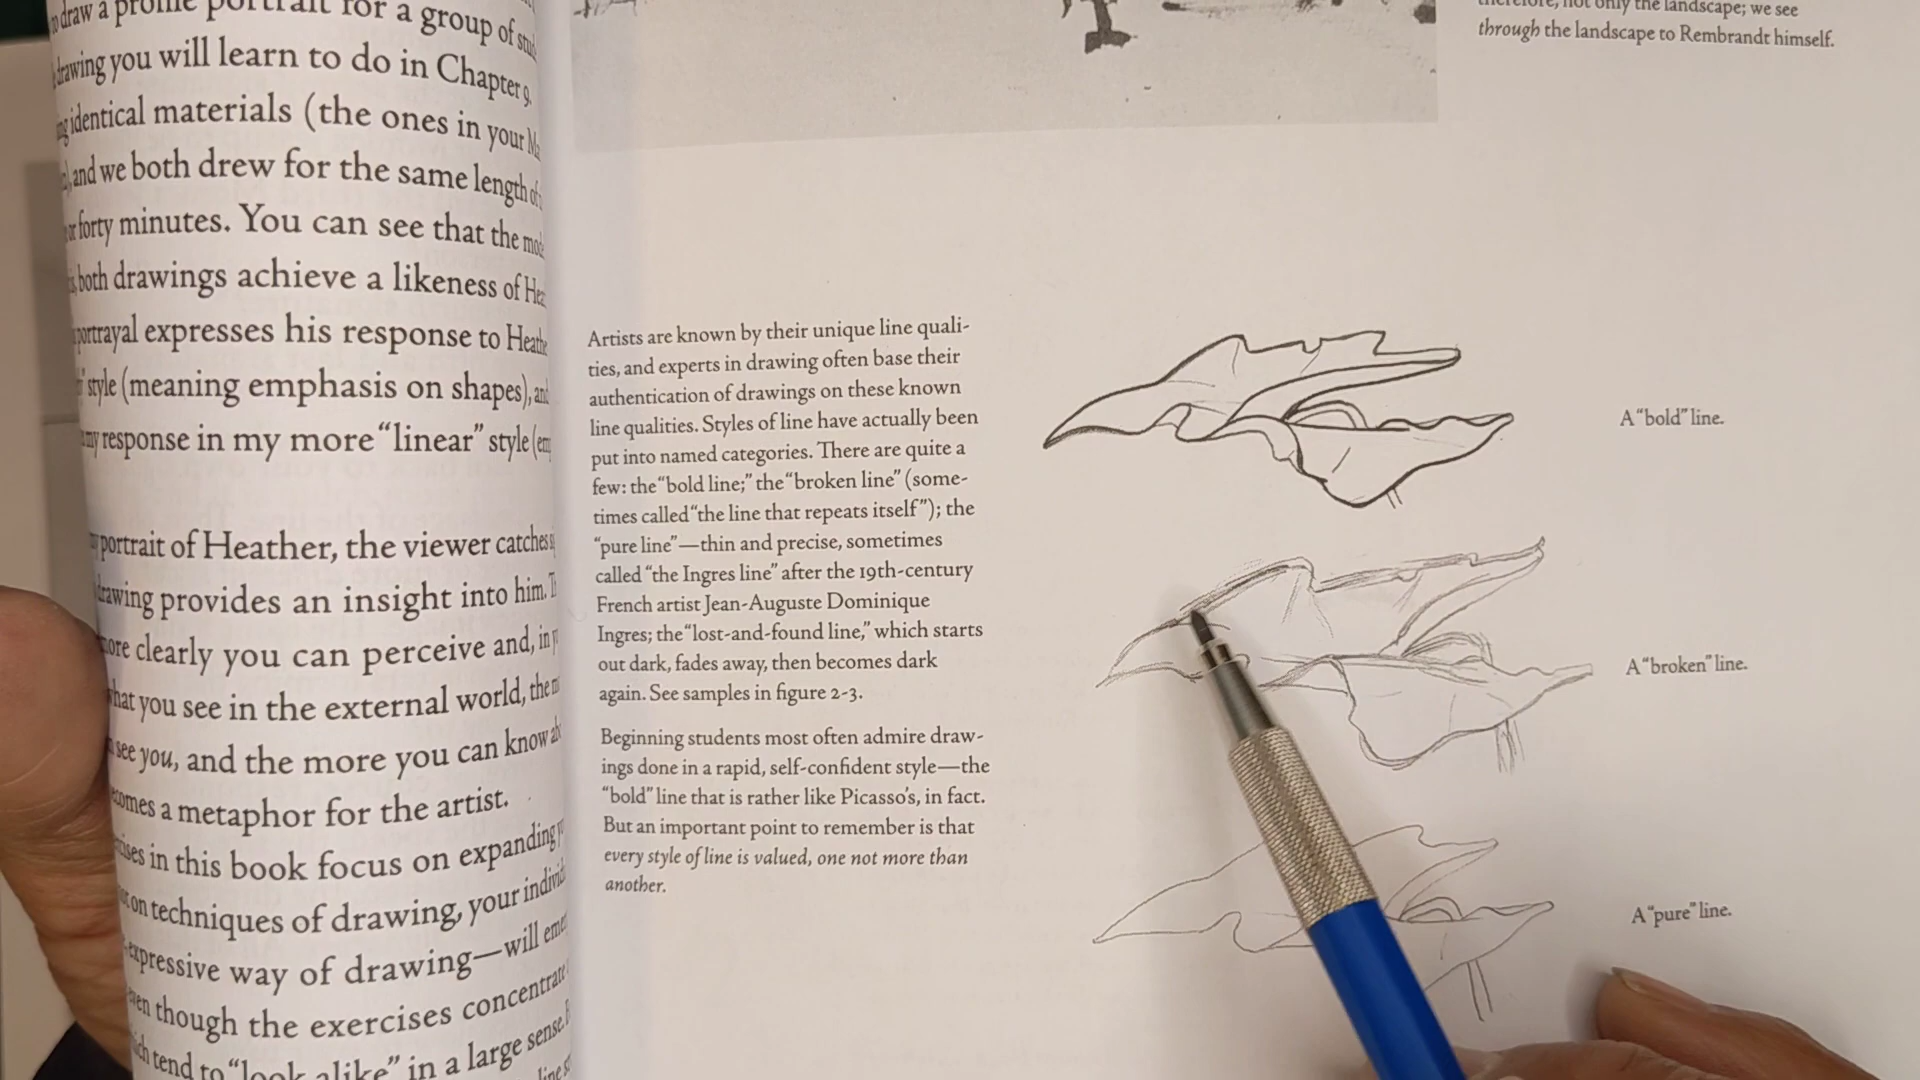 draw a profile portrait for a group of
drawing you will learn to do in Chapter 9,
identical materials (the ones in your
and we both drew for the same length of
or forty minutes. You can see that the
both drawings achieve a likeness of
portrayal expresses his response to
style (meaning emphasis on shapes),
my response in my more “linear” style
portrait of Heather, the viewer catches
drawing provides an insight into him.
more clearly you can perceive and, in
what you see in the external world, the
see you, and the more you can know
becomes a metaphor for the artist.
in this book focus on expanding
on techniques of drawing, your
expressive way of drawing—will
even though the exercises concentrate
tend to “look alike” in a large sense.
line
therefore, not only the landscape; we see
through the landscape to Rembrandt himself.
Artists are known by their unique line quali-
ties, and experts in drawing often base their
authentication of drawings on these known
line qualities. Styles of line have actually been
put into named categories. There are quite a
few: the “bold line;” the “broken line” (some-
times called “the line that repeats itself”); the
“pure line”—thin and precise, sometimes
called “the Ingres line” after the 19th-century
French artist Jean-Auguste Dominique
Ingres; the “lost-and-found line,” which starts
out dark, fades away, then becomes dark
again. See samples in figure 2-3.
Beginning students most often admire draw-
ings done in a rapid, self-confident style—the
“bold” line that is rather like Picasso’s, in fact.
But an important point to remember is that
every style of line is valued, one not more than
another.
A “bold” line.
A “broken” line.
A “pure” line.